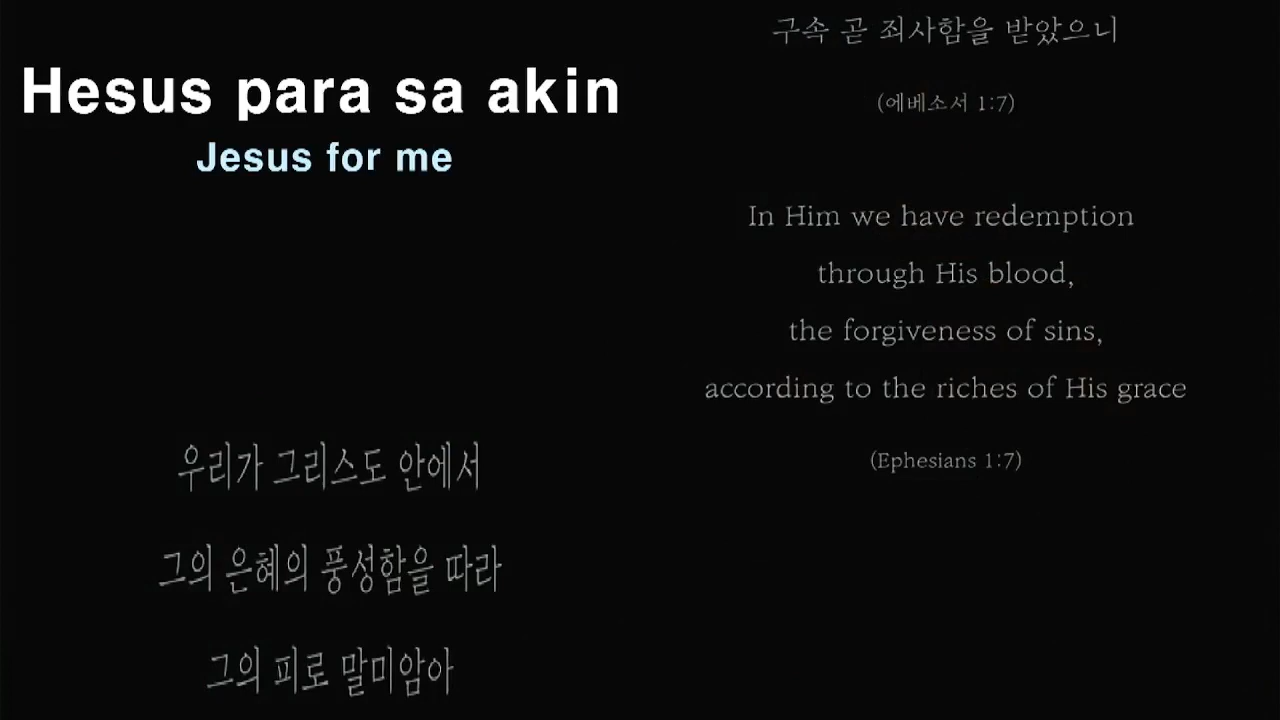 Hesus para sa akin
Jesus for me
우리가 그리스도 안에서
그의 은혜의 풍성함을 따라
그의 피로 말미암아
구속 곧 죄사함을 받았으니
(에베소서 1:7)
In Him we have redemption
through His blood,
the forgiveness of sins,
according to the riches of His grace
(Ephesians 1:7)